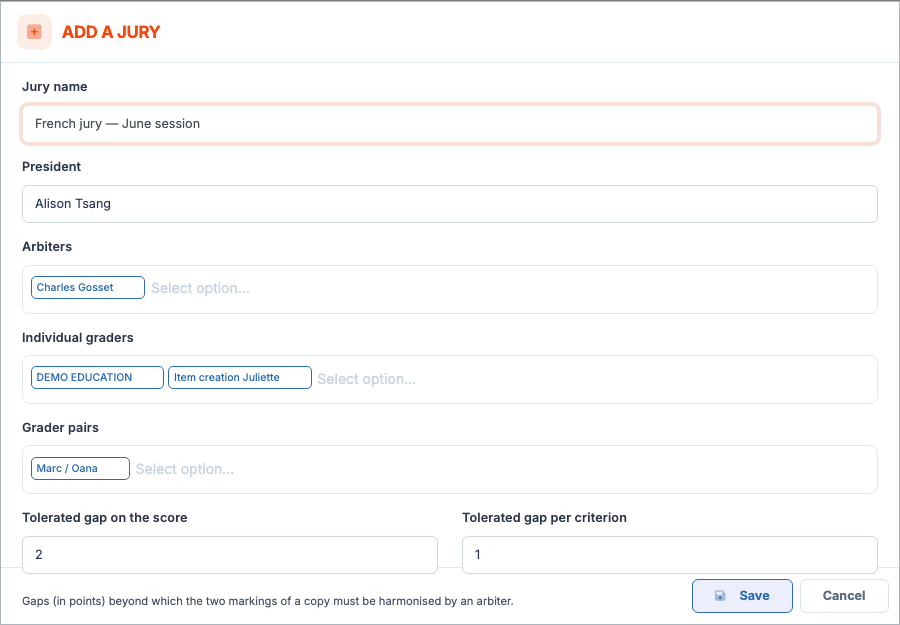 ADD A JURY
Jury name
French jury — June session
President
Alison Tsang
Arbiters
Charles Gosset Select option...
Individual graders
DEMO EDUCATION Item creation Juliette Select option...
Grader pairs
Marc / Oana Select option...
Tolerated gap on the score Tolerated gap per criterion
2 1
Gaps (in points) beyond which the two markings of a copy must be harmonised by an arbiter. Save Cancel